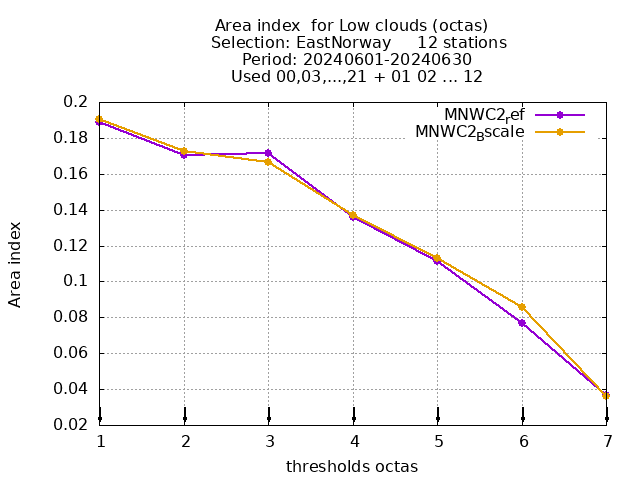 Area index  for Low clouds (octas)
Selection: EastNorway     12 stations
Period: 20240601-20240630
Used 00,03,...,21 + 01 02 ... 12
MNWC2ref
MNWC2Bscale
0.2
0.18
0.16
0.14
0.12
0.1
0.08
0.06
0.04
0.02
Area index
1 2 3 4 5 6 7
thresholds octas